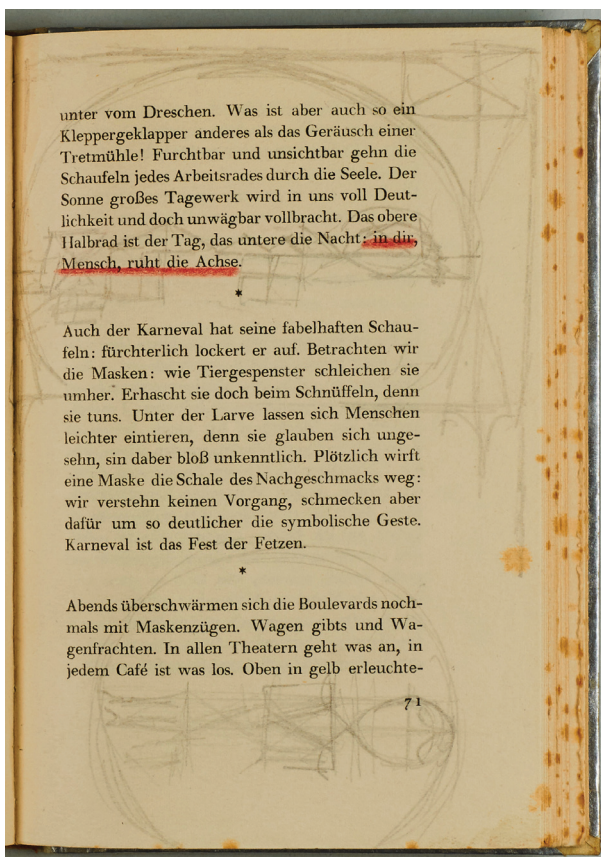 unter vom Dreschen. Was ist aber auch so ein
Kleppergeklapper anderes als das Geräusch einer
Tretmühle! Furchtbar und unsichtbar gehn die
Schaufeln jedes Arbeitsrades durch die Seele. Der
Sonne großes Tagewerk wird in uns voll Deut-
lichkeit und doch unwägbar vollbracht. Das obere
Halbrad ist der Tag, das untere die Nacht: in dir,
Mensch, ruht die Achse.
*
Auch der Karneval hat seine fabelhaften Schau-
feln: fürchterlich lockert er auf. Betrachten wir
die Masken: wie Tiergespenster schleichen sie
umher. Erhascht sie doch beim Schnüffeln, denn
sie tuns. Unter der Larve lassen sich Menschen
leichter eintieren, denn sie glauben sich unge-
sehn, sin daber bloß unkenntlich. Plötzlich wirft
eine Maske die Schale des Nachgeschmacks weg:
wir verstehn keinen Vorgang, schmecken aber
dafür um so deutlicher die symbolische Geste.
Karneval ist das Fest der Fetzen.
*
Abends überschwärmen sich die Boulevards noch-
mals mit Maskenzügen. Wagen gibts und Wa-
genfrachten. In allen Theatern geht was an, in
jedem Café ist was los. Oben in gelb erleuchte-
71